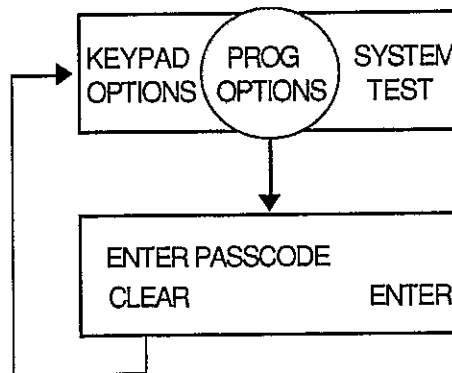 KEYPAD PROG SYSTEM
OPTIONS OPTIONS TEST
ENTER PASSCODE
CLEAR ENTER